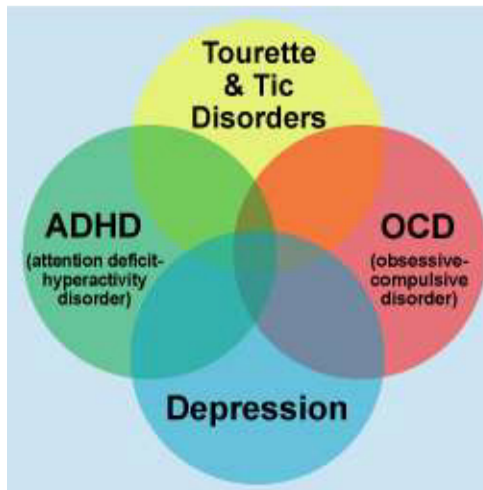 Tourette
& Tic
Disorders
ADHD
(attention deficit-
hyperactivity
disorder)
OCD
(obsessive-
compulsive
disorder)
Depression